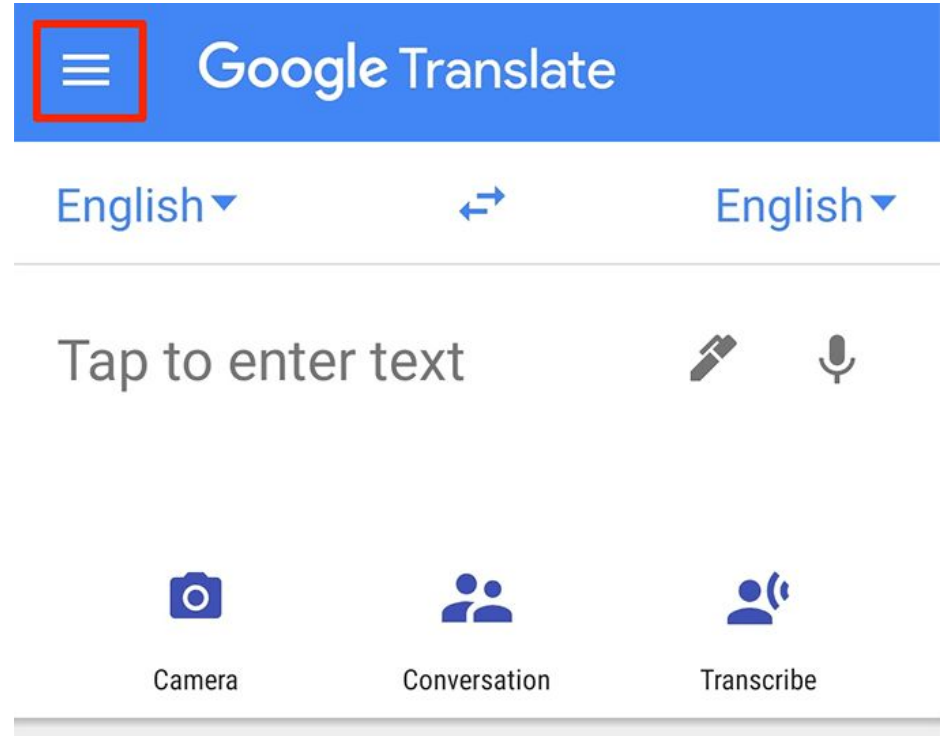 Google Translate
English English
Tap to enter text
Camera Conversation Transcribe